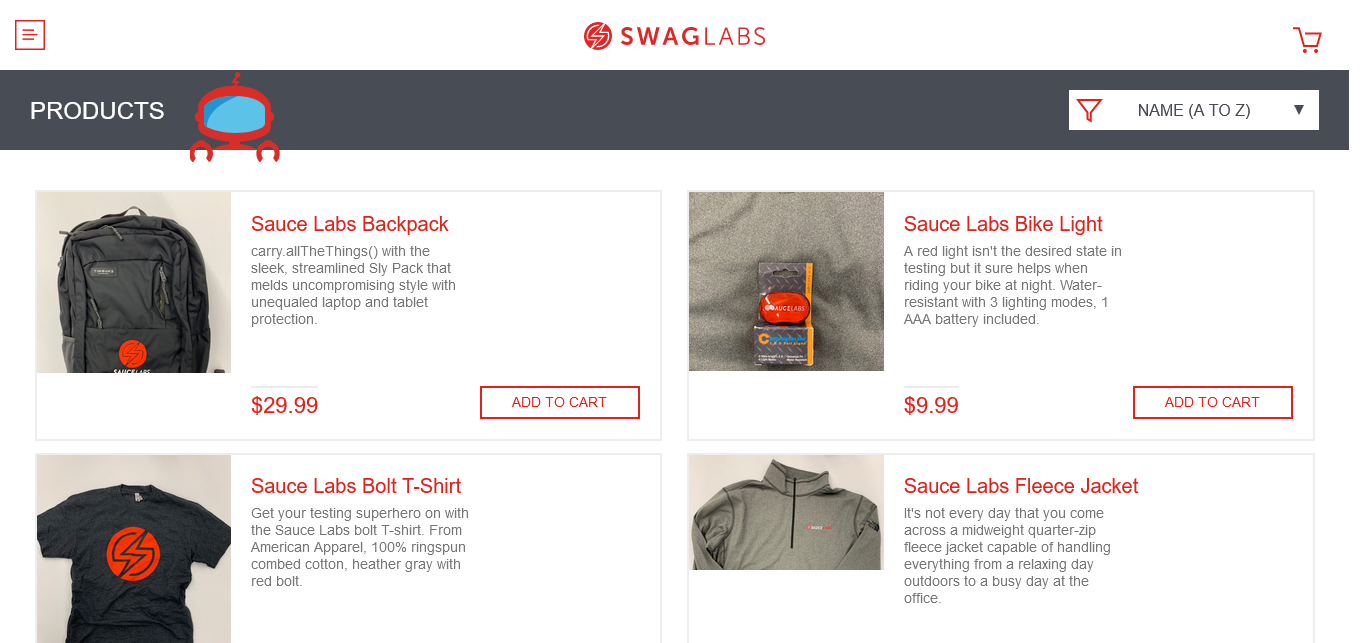 SWAGLABS
PRODUCTS
NAME (A TO Z)
Sauce Labs Backpack
carry.allTheThings() with the
sleek, streamlined Sly Pack that
melds uncompromising style with
unequaled laptop and tablet
protection.
$29.99
ADD TO CART
SAUCELABS
Sauce Labs Bike Light
A red light isn't the desired state in
testing but it sure helps when
riding your bike at night. Water-
resistant with 3 lighting modes, 1
AAA battery included.
$9.99
ADD TO CART
SAUCELABS
Sauce Labs Bolt T-Shirt
Get your testing superhero on with
the Sauce Labs bolt T-shirt. From
American Apparel, 100% ringspun
combed cotton, heather gray with
red bolt.
Sauce Labs Fleece Jacket
It's not every day that you come
across a midweight quarter-zip
fleece jacket capable of handling
everything from a relaxing day
outdoors to a busy day at the
office.